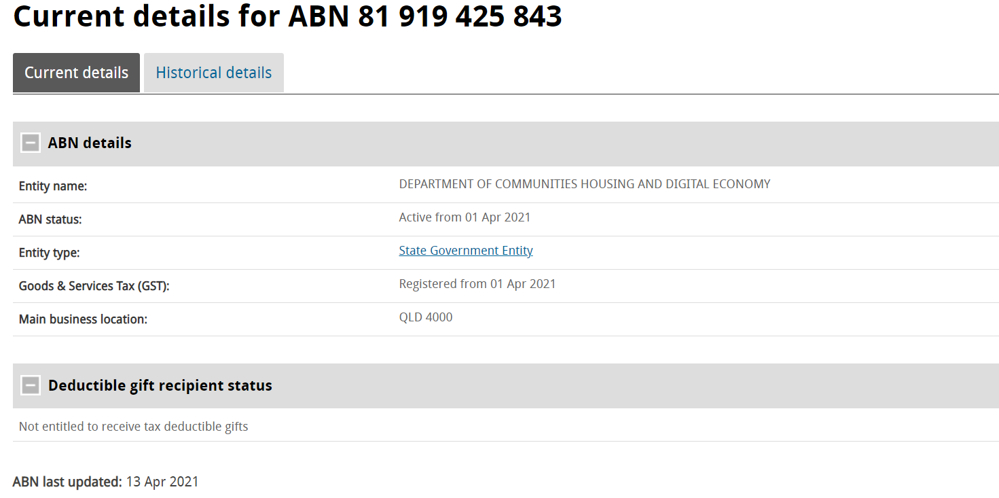 Current details for ABN 81 919 425 843
Current details Historical details
ABN details
Entity name: DEPARTMENT OF COMMUNITIES HOUSING AND DIGITAL ECONOMY
ABN status: Active from 01 Apr 2021
Entity type: State Government Entity
Goods & Services Tax (GST): Registered from 01 Apr 2021
Main business location: QLD 4000
Deductible gift recipient status
Not entitled to receive tax deductible gifts
ABN last updated: 13 Apr 2021